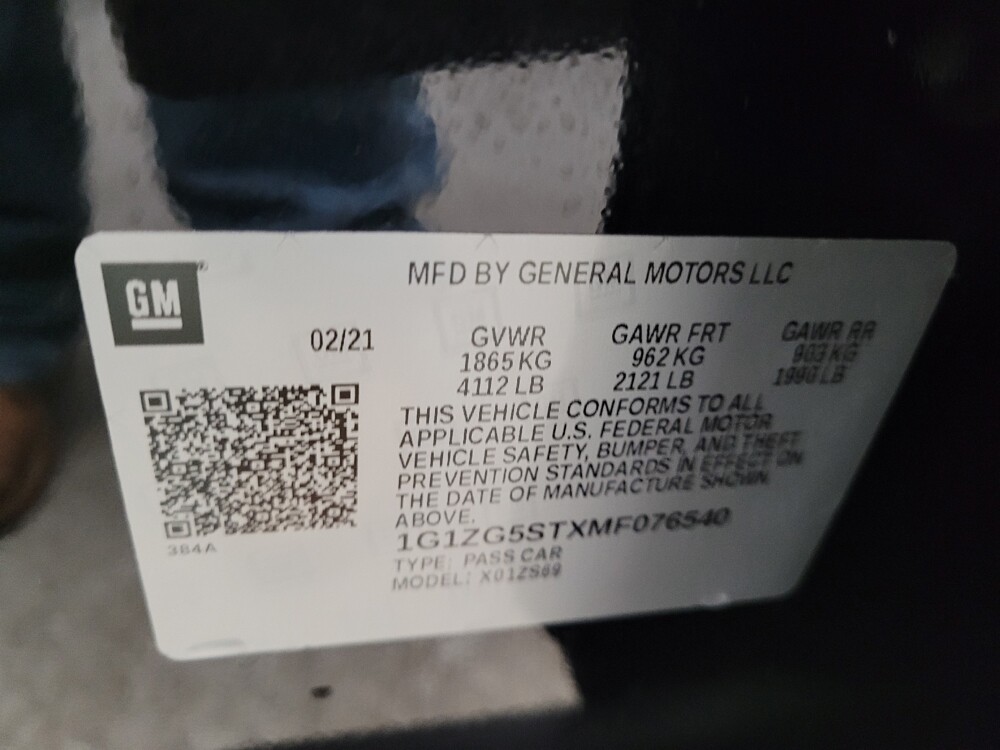 GM
MFD BY GENERAL MOTORS LLC
02/21
GVWR GAWR FRT GAWR RR
1865 KG 962 KG 903 KG
4112 LB 2121 LB 1990 LB
THIS VEHICLE CONFORMS TO ALL
APPLICABLE U.S. FEDERAL MOTOR
VEHICLE SAFETY, BUMPER, AND THEFT
PREVENTION STANDARDS IN EFFECT ON
THE DATE OF MANUFACTURE SHOWN
ABOVE.
1G1ZG5STXMF076540
TYPE: PASS CAR
MODEL: X01ZS69
384A